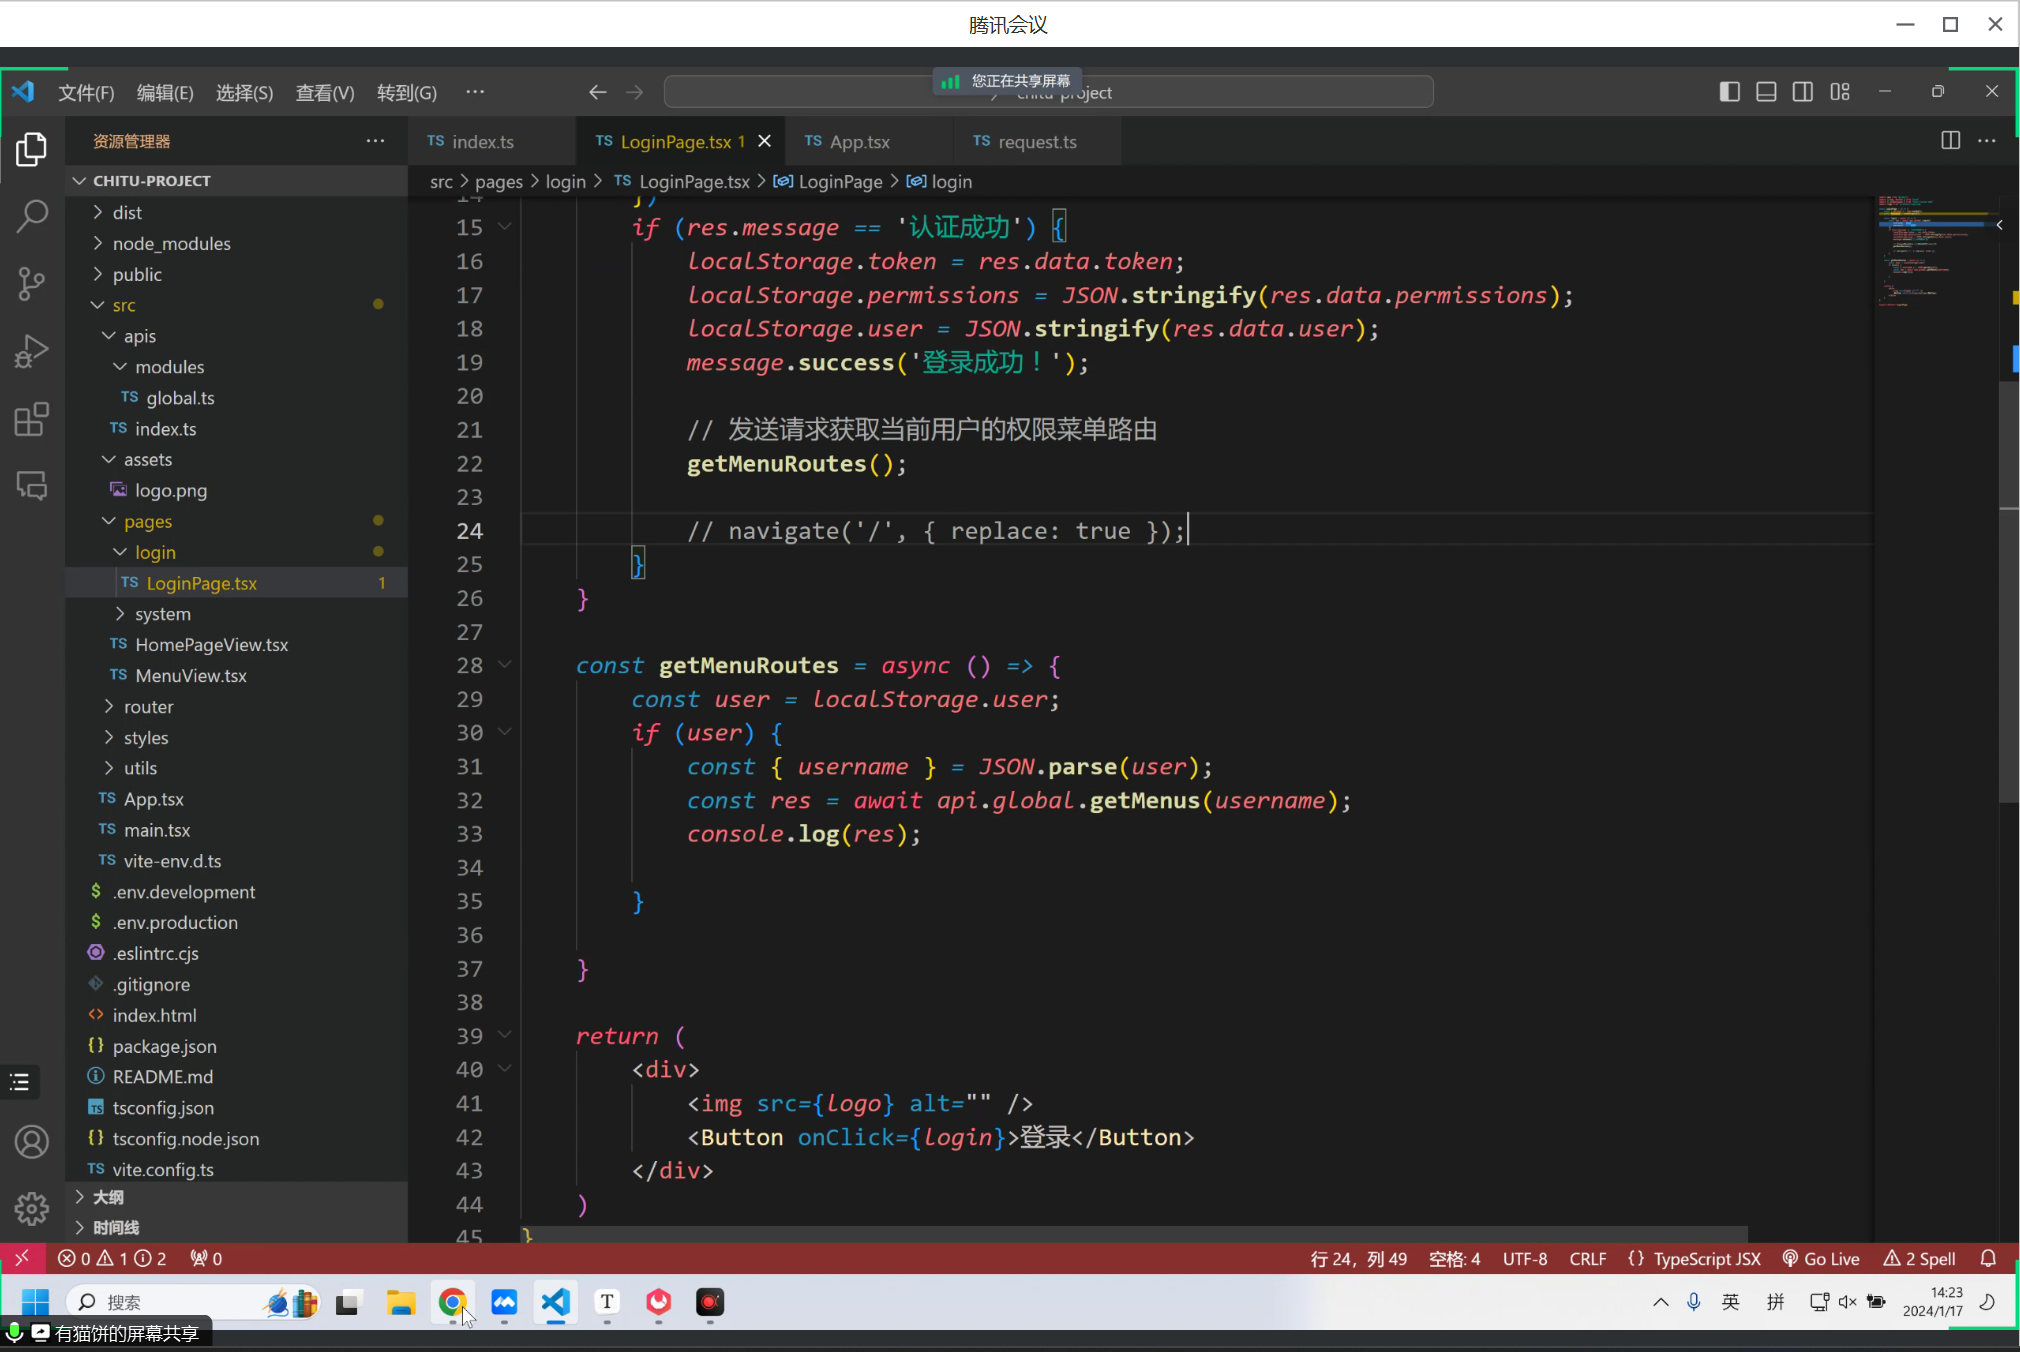 腾讯会议
文件(F) 编辑(E) 选择(S) 查看(V) 转到(G) ···
您正在共享屏幕
chitu-project
资源管理器 ···
TS index.ts
TS LoginPage.tsx 1
TS App.tsx
TS request.ts
CHITU-PROJECT
src > pages > login > TS LoginPage.tsx > LoginPage > login
dist
node_modules
public
src
apis
modules
TS global.ts
TS index.ts
assets
logo.png
pages
login
TS LoginPage.tsx 1
system
TS HomePageView.tsx
TS MenuView.tsx
router
styles
utils
TS App.tsx
TS main.tsx
TS vite-env.d.ts
$ .env.development
$ .env.production
.eslintrc.cjs
.gitignore
<> index.html
{} package.json
README.md
TS tsconfig.json
{} tsconfig.node.json
TS vite.config.ts
大纲
时间线
14 })
15 if (res.message == '认证成功') {
16 localStorage.token = res.data.token;
17 localStorage.permissions = JSON.stringify(res.data.permissions);
18 localStorage.user = JSON.stringify(res.data.user);
19 message.success('登录成功！');
20
21 // 发送请求获取当前用户的权限菜单路由
22 getMenuRoutes();
23
24 // navigate('/', { replace: true });
25 }
26 }
27
28 const getMenuRoutes = async () => {
29 const user = localStorage.user;
30 if (user) {
31 const { username } = JSON.parse(user);
32 const res = await api.global.getMenus(username);
33 console.log(res);
34
35 }
36
37 }
38
39 return (
40 <div>
41 <img src={logo} alt="" />
42 <Button onClick={login}>登录</Button>
43 </div>
44 )
45 }
0 1 2 0
行 24，列 49 空格: 4 UTF-8 CRLF {} TypeScript JSX Go Live 2 Spell
搜索
T
英 拼
14:23
2024/1/17
有猫饼的屏幕共享